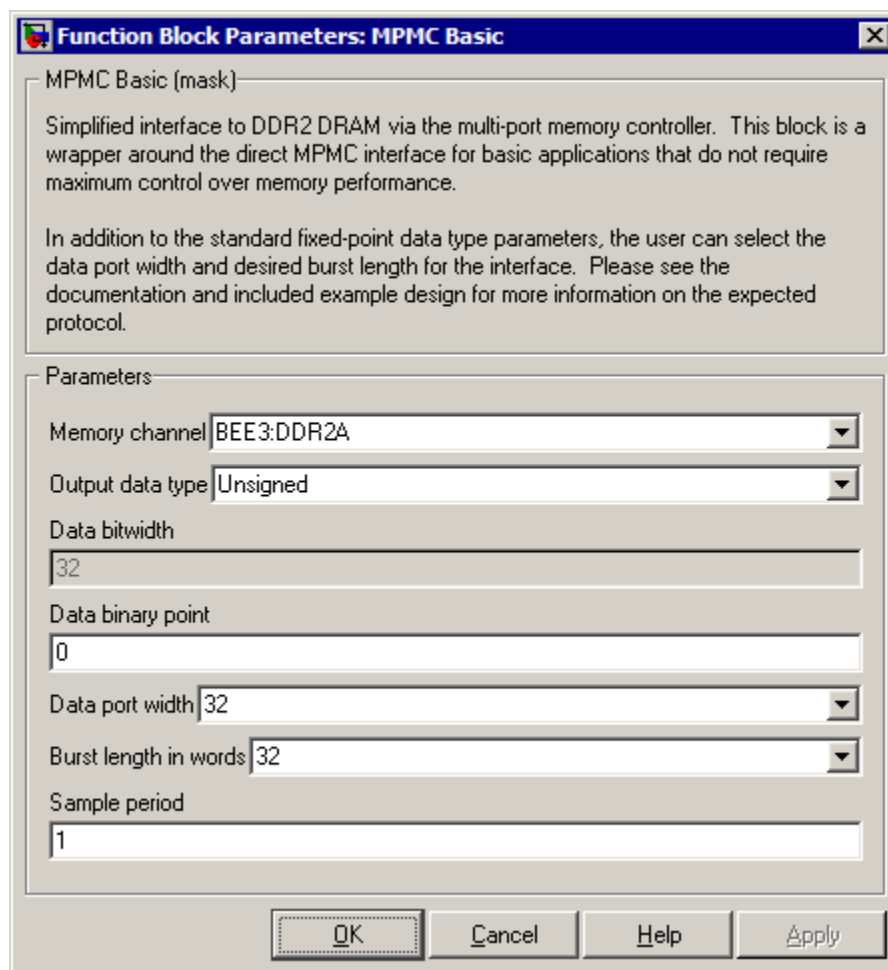 Function Block Parameters: MPMC Basic
MPMC Basic (mask)
Simplified interface to DDR2 DRAM via the multi-port memory controller.  This block is a
wrapper around the direct MPMC interface for basic applications that do not require
maximum control over memory performance.
In addition to the standard fixed-point data type parameters, the user can select the
data port width and desired burst length for the interface.  Please see the
documentation and included example design for more information on the expected
protocol.
Parameters
Memory channel BEE3:DDR2A
Output data type Unsigned
Data bitwidth
32
Data binary point
0
Data port width 32
Burst length in words 32
Sample period
1
OK Cancel Help Apply